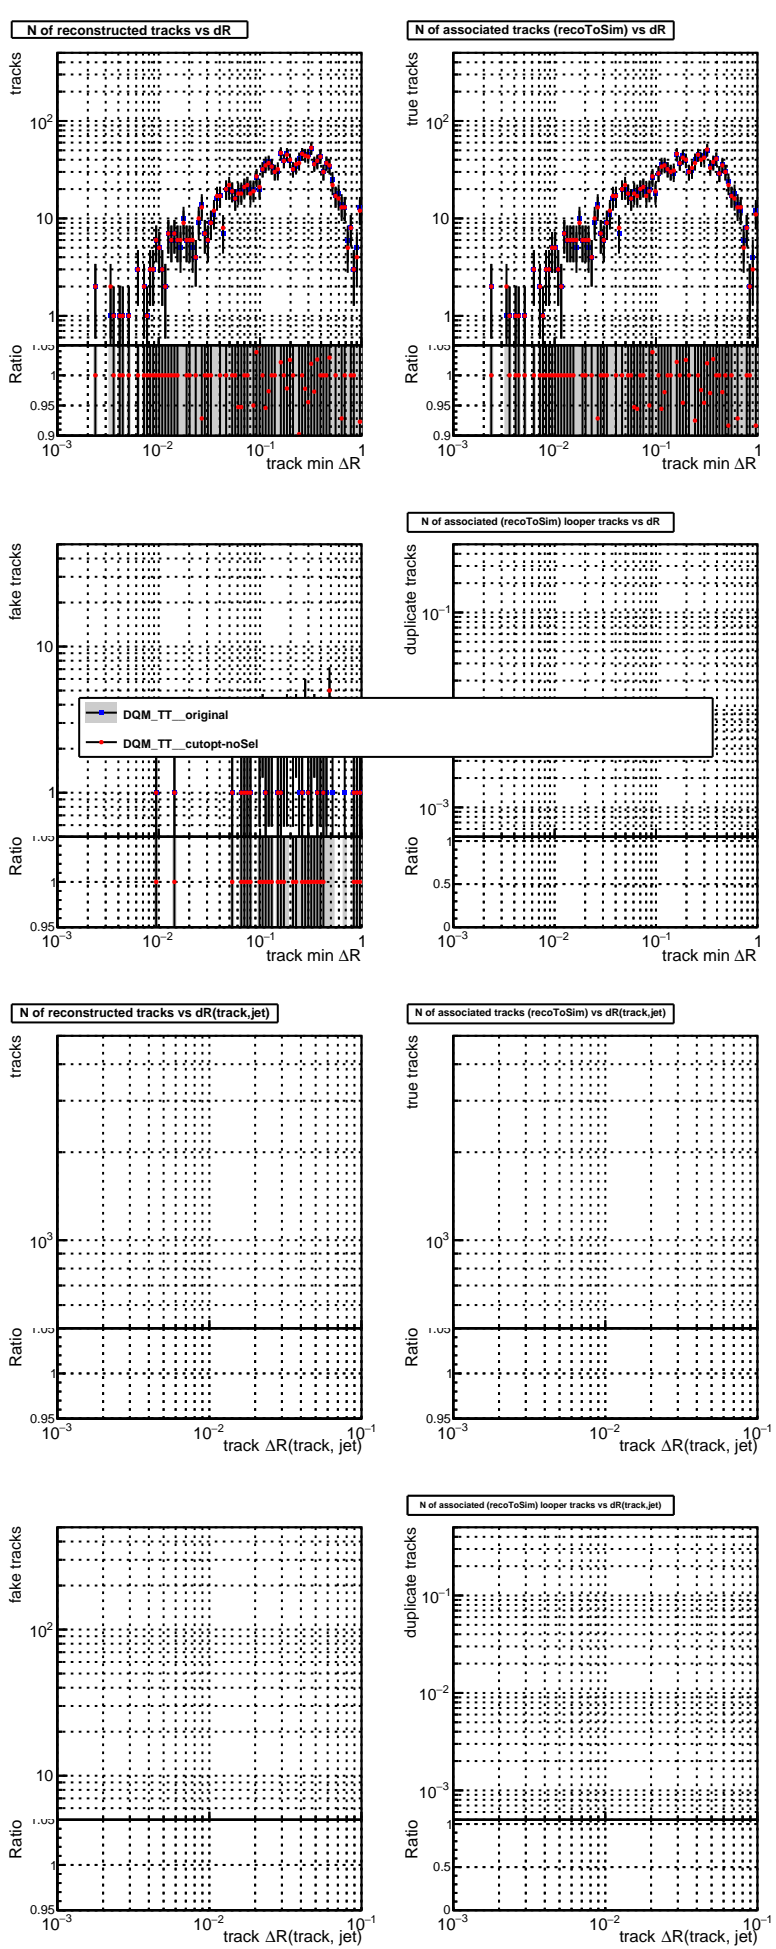 N of reconstructed tracks vs dR
N of associated tracks (recoToSim) vs dR
tracks
10²
10
1
1.05
Ratio
1
0.95
0.9
10⁻³ 10⁻² 10⁻¹ 1
track min ΔR
true tracks
10²
10
1
1.05
Ratio
1
0.95
0.9
10⁻³ 10⁻² 10⁻¹ 1
track min ΔR
N of associated (recoToSim) looper tracks vs dR
fake tracks
10
1
1.05
Ratio
1
0.95
10⁻³ 10⁻² 10⁻¹ 1
track min ΔR
duplicate tracks
10⁻¹
10⁻³
Ratio
1
0.5
0
10⁻³ 10⁻² 10⁻¹ 1
track min ΔR
DQM_TT__original
DQM_TT__cutopt-noSel
N of reconstructed tracks vs dR(track,jet)
N of associated tracks (recoToSim) vs dR(track,jet)
tracks
10³
1.05
Ratio
1
0.95
10⁻³ 10⁻² 10⁻¹
track ΔR(track, jet)
true tracks
10³
1.05
Ratio
1
0.95
10⁻³ 10⁻² 10⁻¹
track ΔR(track, jet)
N of associated (recoToSim) looper tracks vs dR(track,jet)
fake tracks
10²
10
1.05
Ratio
1
0.95
10⁻³ 10⁻² 10⁻¹
track ΔR(track, jet)
duplicate tracks
10⁻¹
10⁻²
10⁻³
Ratio
1
0.5
0
10⁻³ 10⁻² 10⁻¹
track ΔR(track, jet)